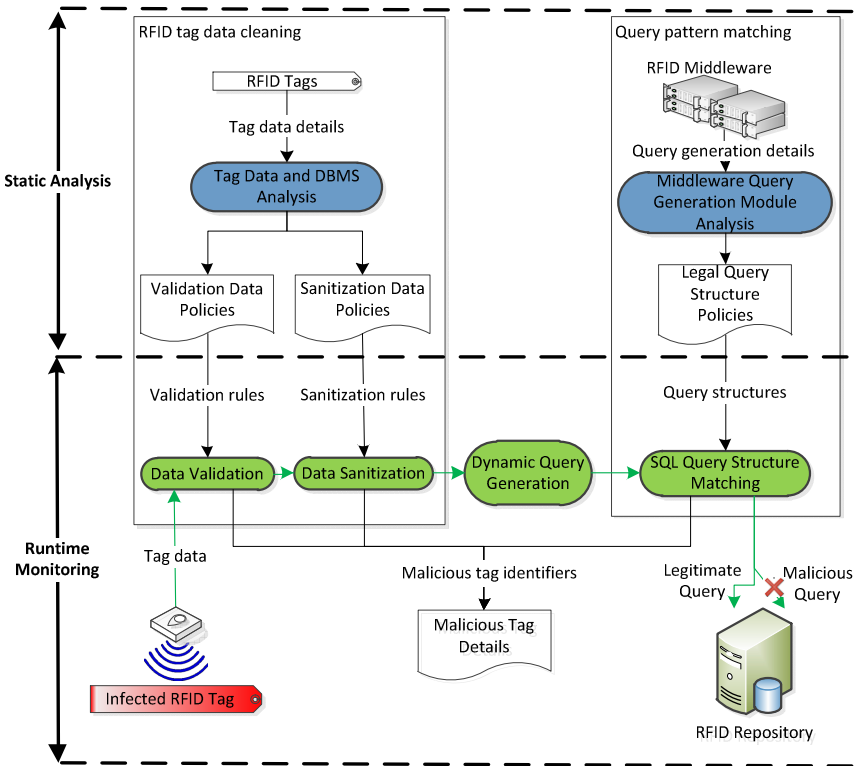 RFID tag data cleaning
Query pattern matching
RFID Tags
RFID Middleware
Tag data details
Query generation details
Static Analysis
Tag Data and DBMS
Analysis
Middleware Query
Generation Module
Analysis
Validation Data
Policies
Sanitization Data
Policies
Legal Query
Structure
Policies
Validation rules
Sanitization rules
Query structures
Data Validation
Data Sanitization
Dynamic Query
Generation
SQL Query Structure
Matching
Runtime
Monitoring
Tag data
Malicious tag identifiers
Legitimate
Query
Malicious
Query
Malicious Tag
Details
Infected RFID Tag
RFID Repository